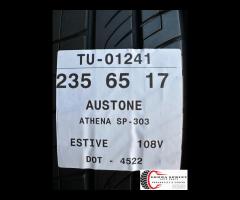 TU-01241
235 65 17
AUSTONE
ATHENA SP-303
ESTIVE 108V
DOT - 4522